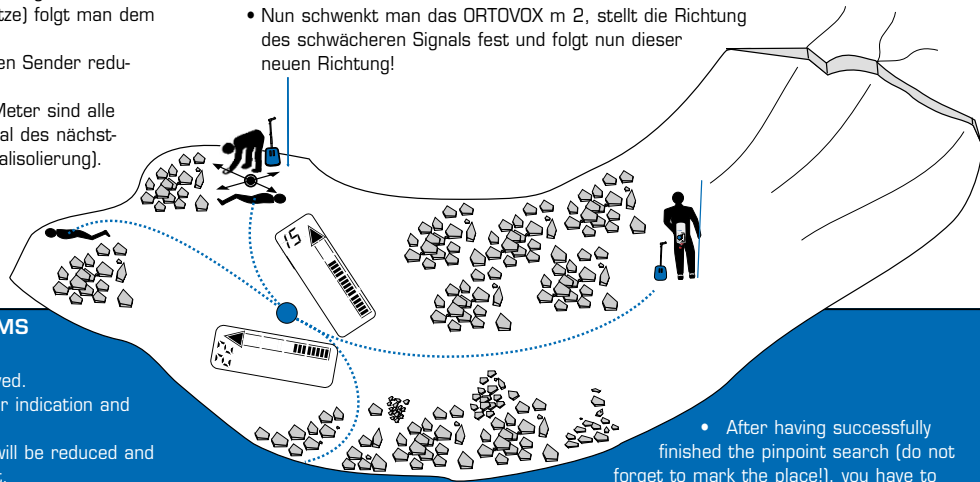 tze) folgt man dem
en Sender redu-
Meter sind alle
al des nächst-
alisolierung).
• Nun schwenkt man das ORTOVOX m 2, stellt die Richtung
des schwächeren Signals fest und folgt nun dieser
neuen Richtung!
15
MS
ed.
r indication and
will be reduced and
• After having successfully
finished the pinpoint search (do not
forget to mark the place!), you have to